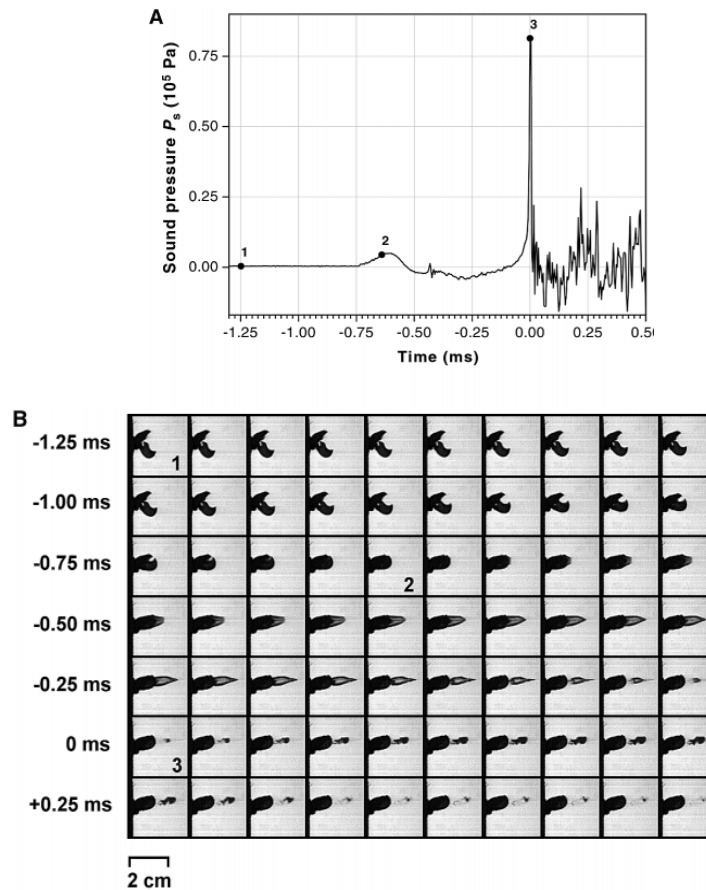 A
Sound pressure Ps (10⁵ Pa)
0.75
0.50
0.25
0.00
1
2
3
-1.25
-1.00
-0.75
-0.50
-0.25
0.00
0.25
0.50
Time (ms)
B
-1.25 ms
1
-1.00 ms
-0.75 ms
2
-0.50 ms
-0.25 ms
0 ms
3
+0.25 ms
2 cm